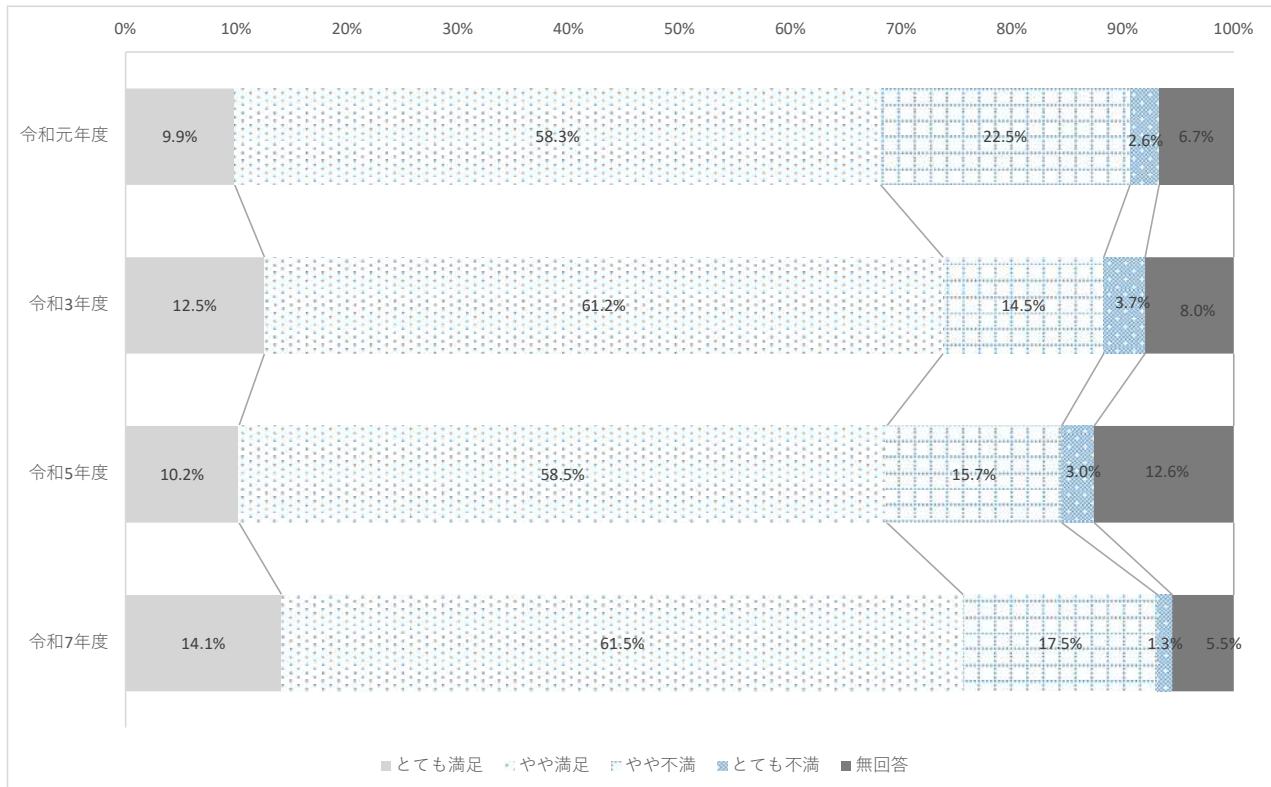 0% 10% 20% 30% 40% 50% 60% 70% 80% 90% 100%
令和元年度 9.9% 58.3% 22.5% 2.6% 6.7%
令和3年度 12.5% 61.2% 14.5% 3.7% 8.0%
令和5年度 10.2% 58.5% 15.7% 3.0% 12.6%
令和7年度 14.1% 61.5% 17.5% 1.3% 5.5%
とても満足 やや満足 やや不満 とても不満 無回答